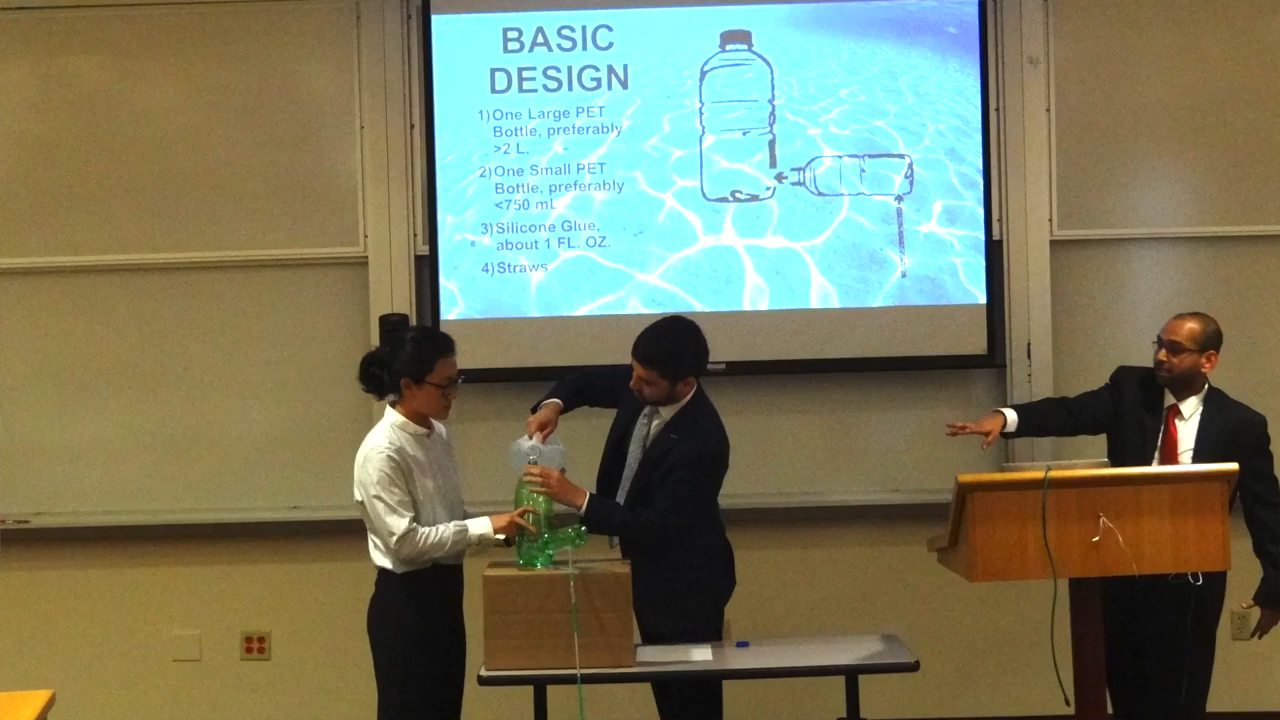 BASIC
DESIGN
1)One Large PET
Bottle, preferably
>2 L.
2)One Small PET
Bottle, preferably
<750 mL
3)Silicone Glue,
about 1 FL. OZ.
4)Straws